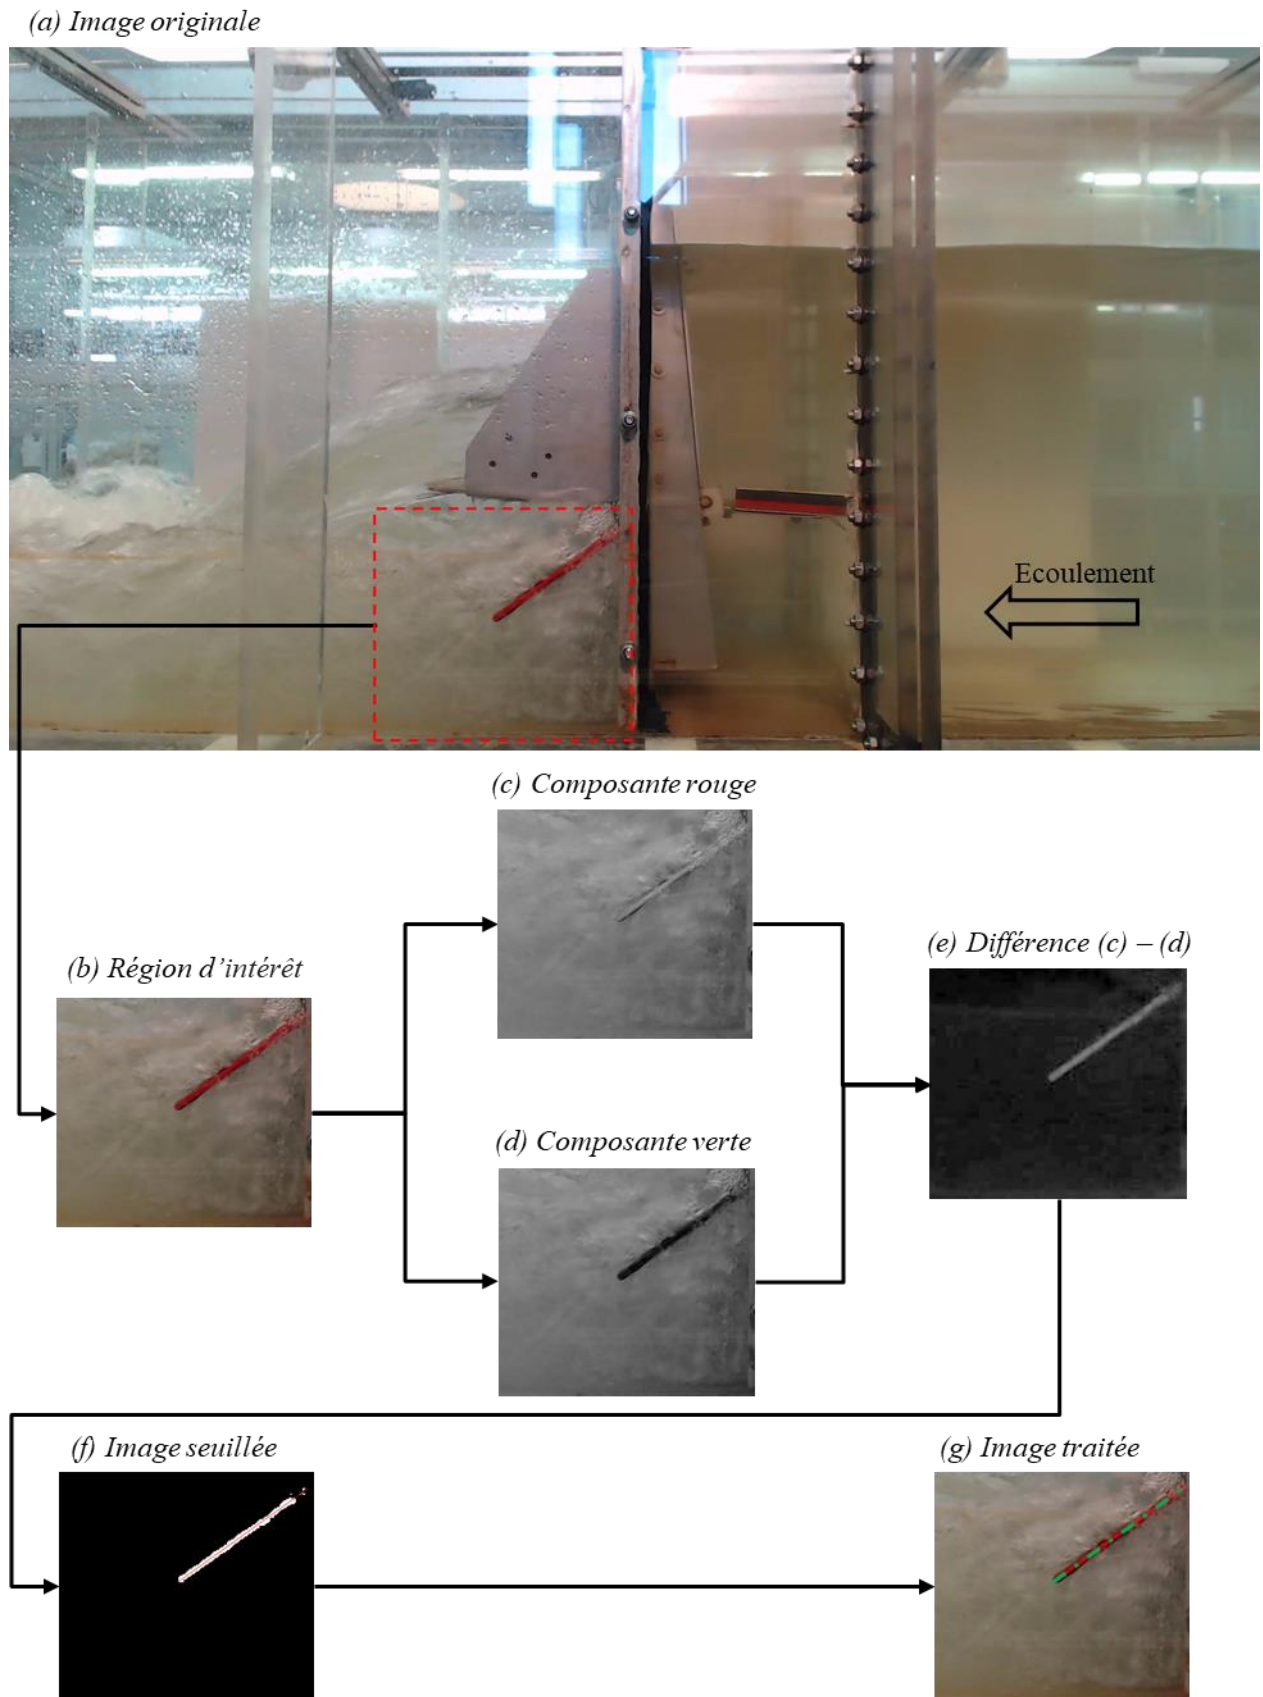 (a) Image originale
Ecoulement
(c) Composante rouge
(b) Région d'intérêt
(e) Différence (c) – (d)
(d) Composante verte
(f) Image seuillée
(g) Image traitée